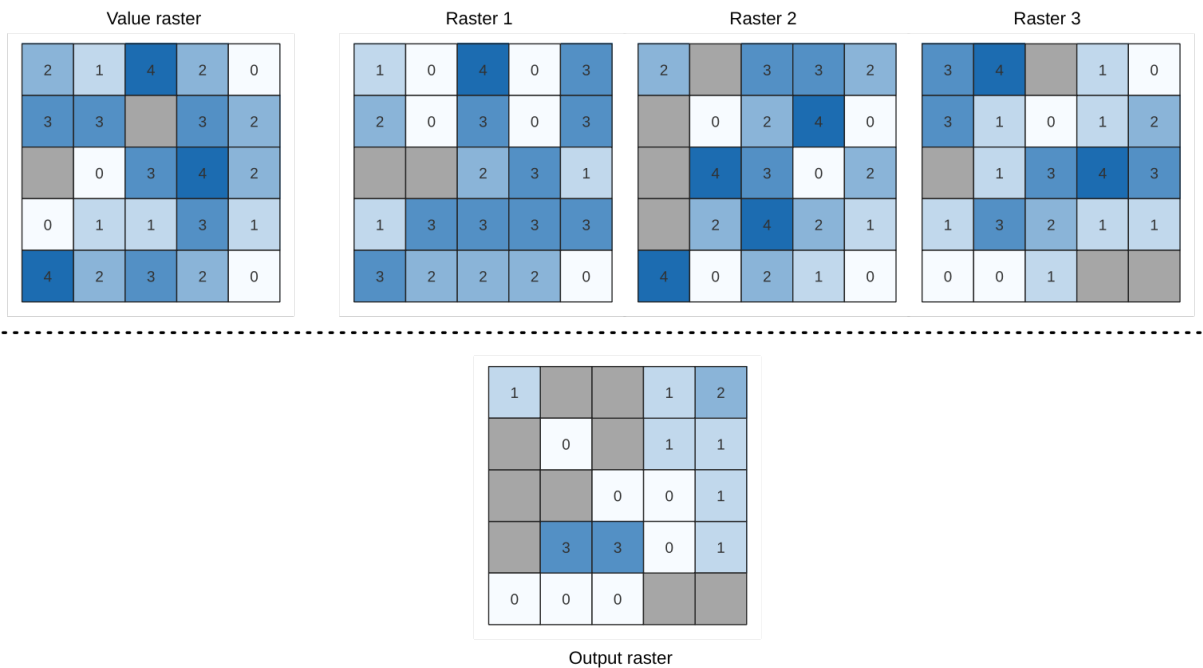 Value raster Raster 1 Raster 2 Raster 3
2 1 4 2 0 1 0 4 0 3 2 3 3 2 3 4 1 0
3 3 3 2 2 0 3 0 3 0 2 4 0 3 1 0 1 2
0 3 4 2 2 3 1 4 3 0 2 1 3 4 3
0 1 1 3 1 1 3 3 3 3 2 4 2 1 1 3 2 1 1
4 2 3 2 0 3 2 2 2 0 4 0 2 1 0 0 0 1
1 1 2
0 1 1
0 0 1
3 3 0 1
0 0 0
Output raster